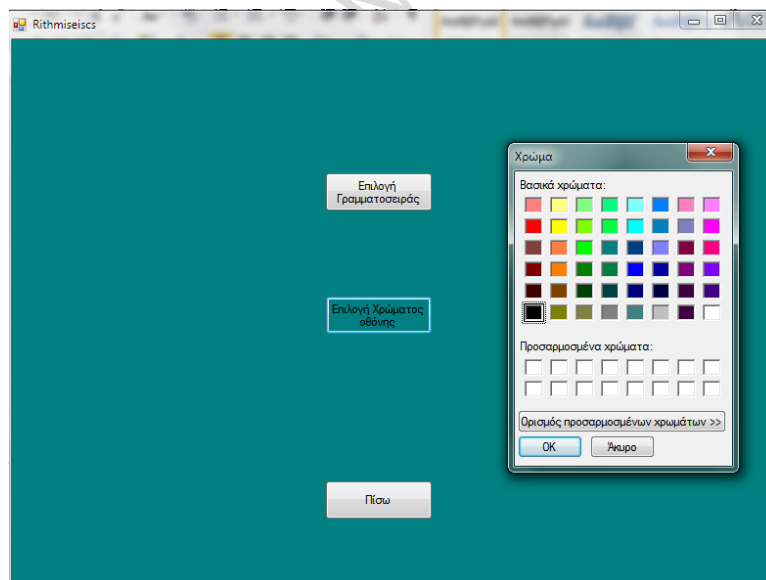 Rithmiseiscs
Επιλογή
Γραμματοσειράς
Επιλογή Χρώματος
οθόνης
Πίσω
Χρώμα
Βασικά χρώματα:
Προσαρμοσμένα χρώματα:
Ορισμός προσαρμοσμένων χρωμάτων >>
OK
Άκυρο